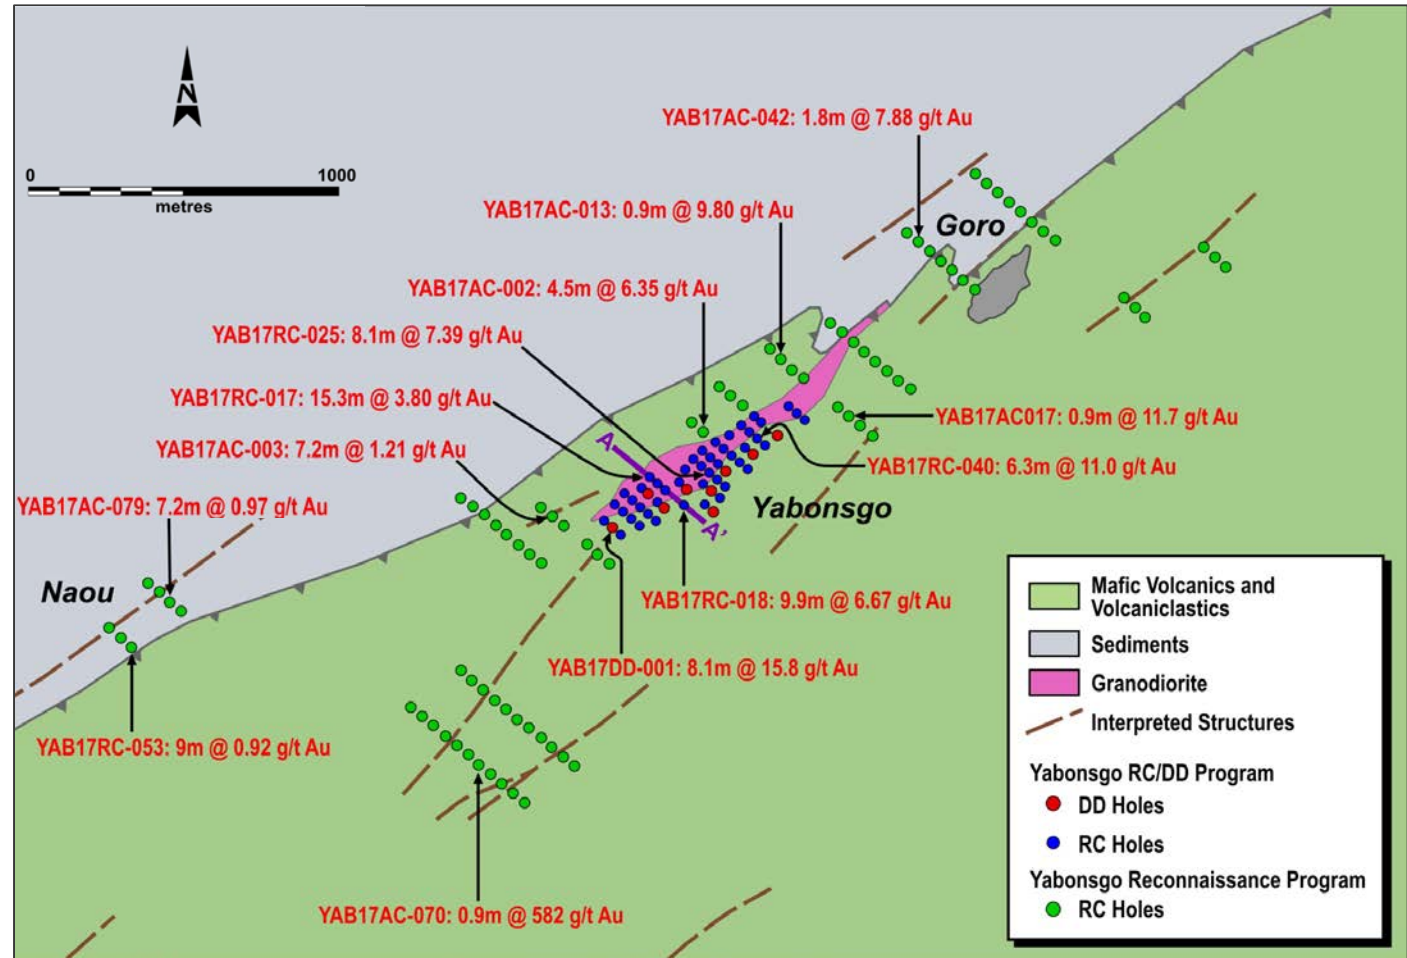 N
0 1000
metres
YAB17AC-042: 1.8m @ 7.88 g/t Au
YAB17AC-013: 0.9m @ 9.80 g/t Au
Goro
YAB17AC-002: 4.5m @ 6.35 g/t Au
YAB17RC-025: 8.1m @ 7.39 g/t Au
YAB17RC-017: 15.3m @ 3.80 g/t Au
YAB17AC017: 0.9m @ 11.7 g/t Au
A
YAB17AC-003: 7.2m @ 1.21 g/t Au
YAB17RC-040: 6.3m @ 11.0 g/t Au
YAB17AC-079: 7.2m @ 0.97 g/t Au
Yabonsgo
A'
Naou
YAB17RC-018: 9.9m @ 6.67 g/t Au
YAB17DD-001: 8.1m @ 15.8 g/t Au
YAB17RC-053: 9m @ 0.92 g/t Au
YAB17AC-070: 0.9m @ 582 g/t Au
Mafic Volcanics and
Volcaniclastics
Sediments
Granodiorite
Interpreted Structures
Yabonsgo RC/DD Program
DD Holes
RC Holes
Yabonsgo Reconnaissance Program
RC Holes